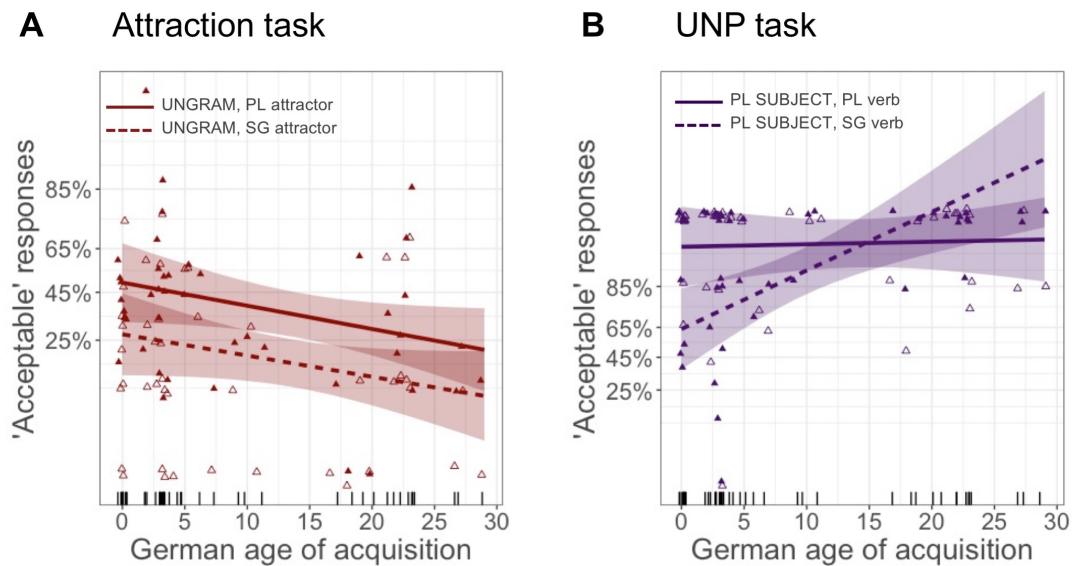 A Attraction task
UNGRAM, PL attractor
UNGRAM, SG attractor
'Acceptable' responses
85%
65%
45%
25%
0 5 10 15 20 25 30
German age of acquisition
B UNP task
PL SUBJECT, PL verb
PL SUBJECT, SG verb
'Acceptable' responses
85%
65%
45%
25%
0 5 10 15 20 25 30
German age of acquisition